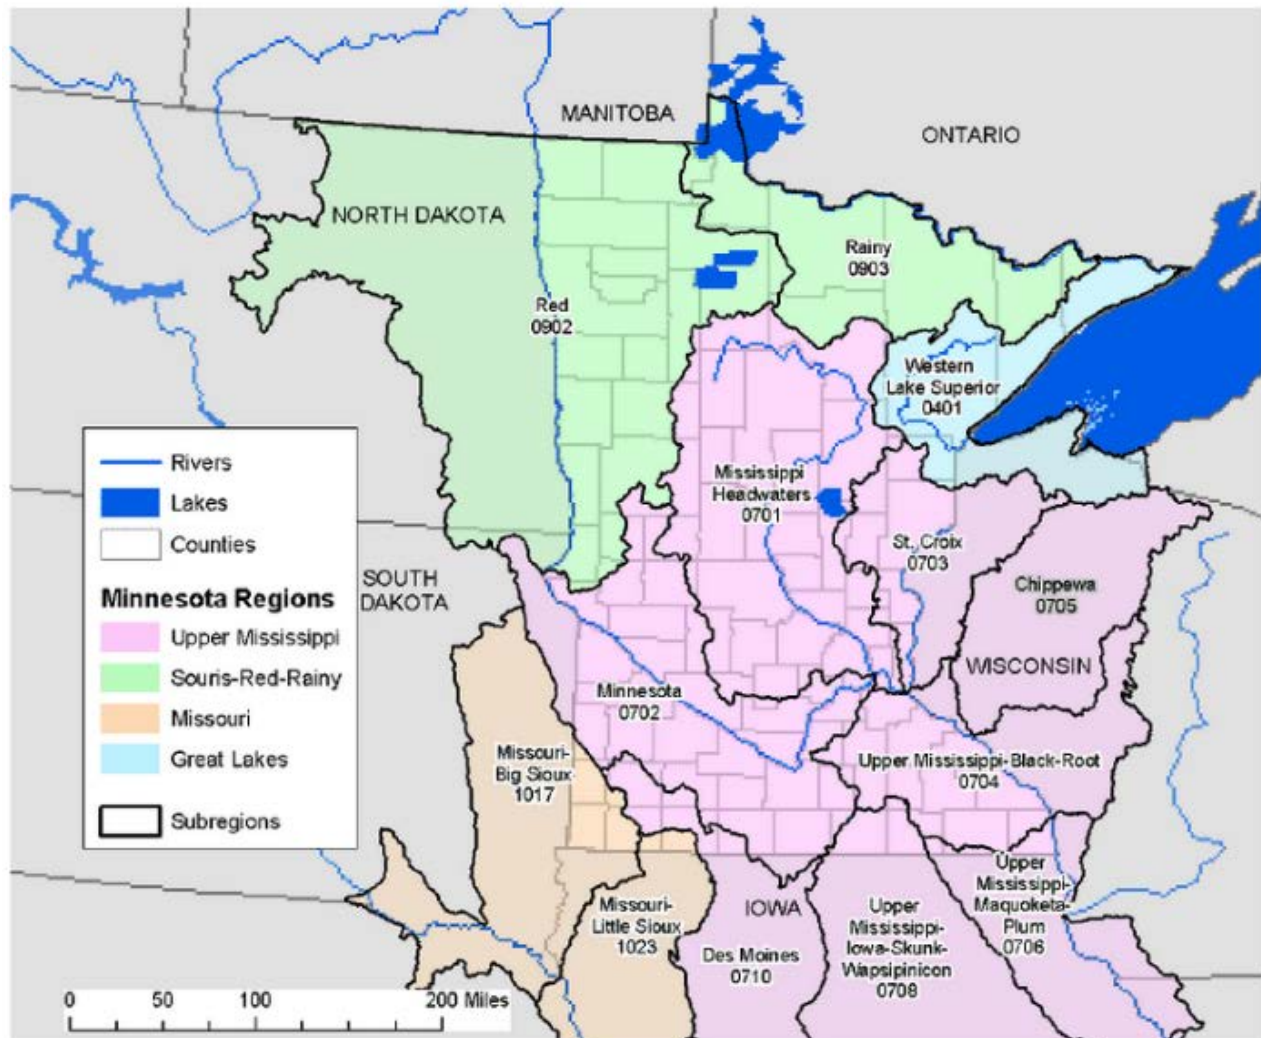 MANITOBA
ONTARIO
NORTH DAKOTA
Rainy
0903
Red
0902
Western
Lake Superior
0401
Mississippi
Headwaters
0701
St. Croix
0703
Chippewa
0705
SOUTH
DAKOTA
WISCONSIN
Minnesota
0702
Missouri-
Big Sioux
1017
Upper Mississippi-Black-Root
0704
Upper
Mississippi-
Maquoketa-
Plum
0706
Missouri-
Little Sioux
1023
IOWA
Des Moines
0710
Upper
Mississippi-
Iowa-Skunk-
Wapsipinicon
0708
Rivers
Lakes
Counties
Minnesota Regions
Upper Mississippi
Souris-Red-Rainy
Missouri
Great Lakes
Subregions
0 50 100 200 Miles